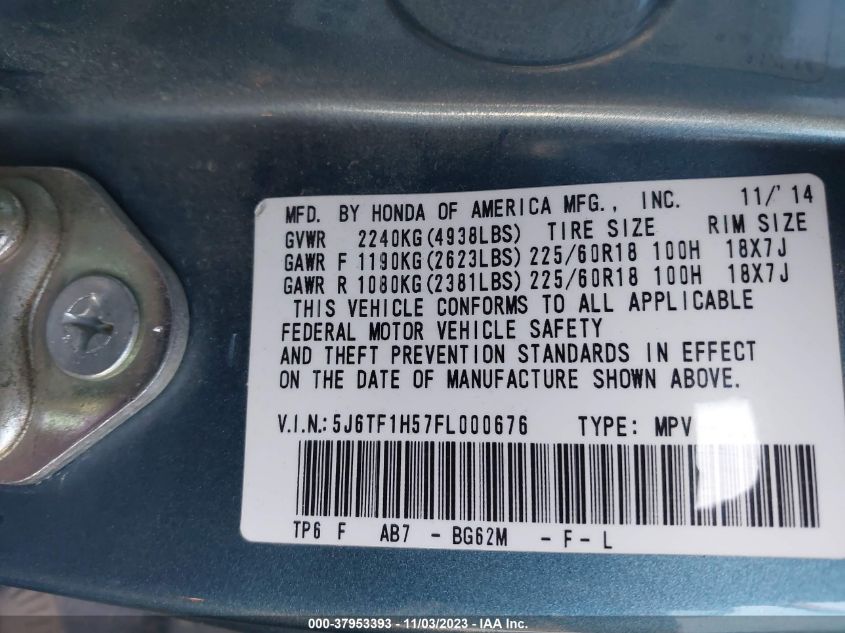 MFD. BY HONDA OF AMERICA MFG., INC. 11/'14
GVWR 2240KG(4938LBS) TIRE SIZE RIM SIZE
GAWR F 1190KG(2623LBS) 225/60R18 100H 18X7J
GAWR R 1080KG(2381LBS) 225/60R18 100H 18X7J
THIS VEHICLE CONFORMS TO ALL APPLICABLE
FEDERAL MOTOR VEHICLE SAFETY
AND THEFT PREVENTION STANDARDS IN EFFECT
ON THE DATE OF MANUFACTURE SHOWN ABOVE.
V.I.N.: 5J6TF1H57FL000676 TYPE: MPV
TP6 F AB7 - BG62M - F - L
000-37953393 - 11/03/2023 - IAA Inc.